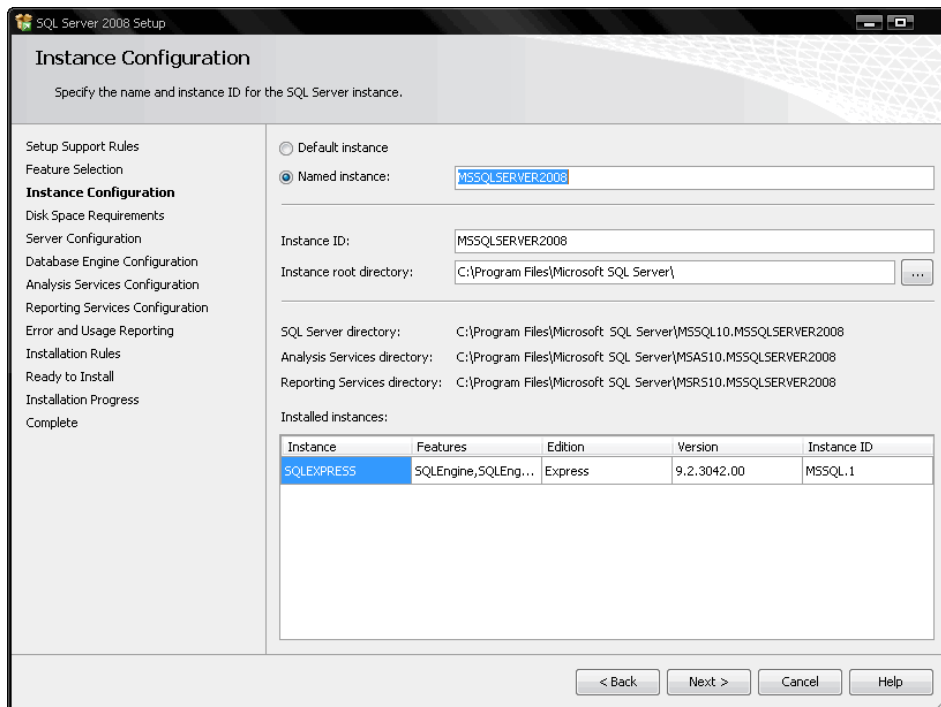 SQL Server 2008 Setup
Instance Configuration
Specify the name and instance ID for the SQL Server instance.
Setup Support Rules
Feature Selection
Instance Configuration
Disk Space Requirements
Server Configuration
Database Engine Configuration
Analysis Services Configuration
Reporting Services Configuration
Error and Usage Reporting
Installation Rules
Ready to Install
Installation Progress
Complete
Default instance
Named instance: MSSQLSERVER2008
Instance ID: MSSQLSERVER2008
Instance root directory: C:\Program Files\Microsoft SQL Server\ ...
SQL Server directory: C:\Program Files\Microsoft SQL Server\MSSQL10.MSSQLSERVER2008
Analysis Services directory: C:\Program Files\Microsoft SQL Server\MSAS10.MSSQLSERVER2008
Reporting Services directory: C:\Program Files\Microsoft SQL Server\MSRS10.MSSQLSERVER2008
Installed instances:
Instance Features Edition Version Instance ID
SQLEXPRESS SQLEngine,SQLEng... Express 9.2.3042.00 MSSQL.1
< Back Next > Cancel Help